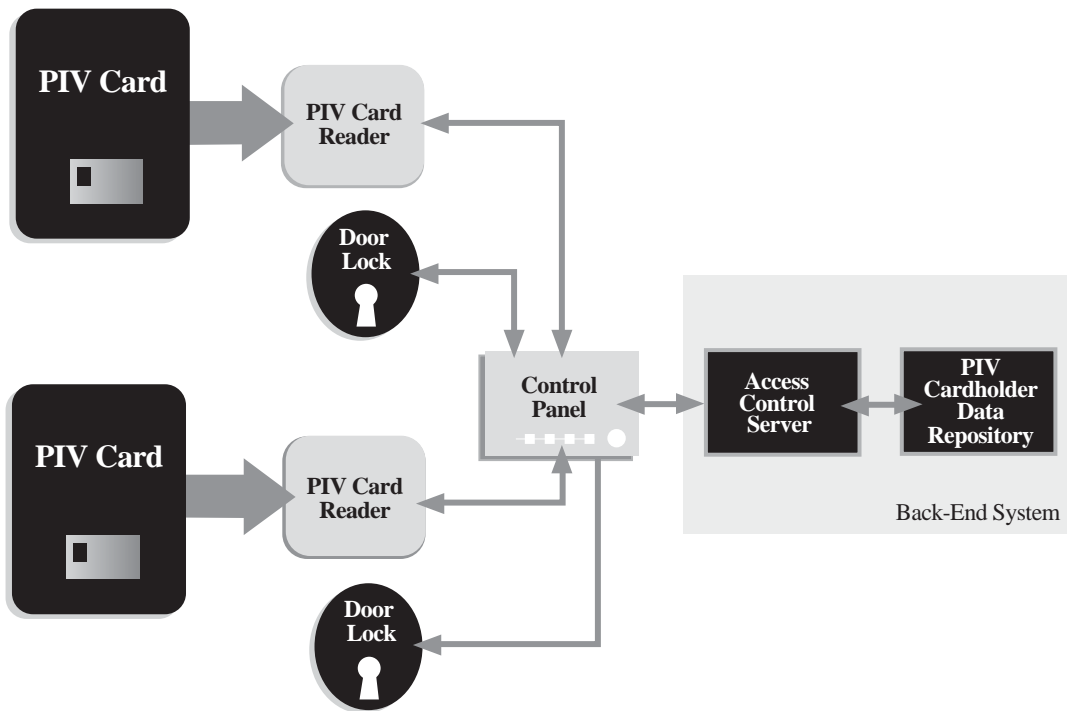 PIV Card
PIV Card
Reader
Door
Lock
Control
Panel
Access
Control
Server
PIV
Cardholder
Data
Repository
Back-End System
PIV Card
PIV Card
Reader
Door
Lock